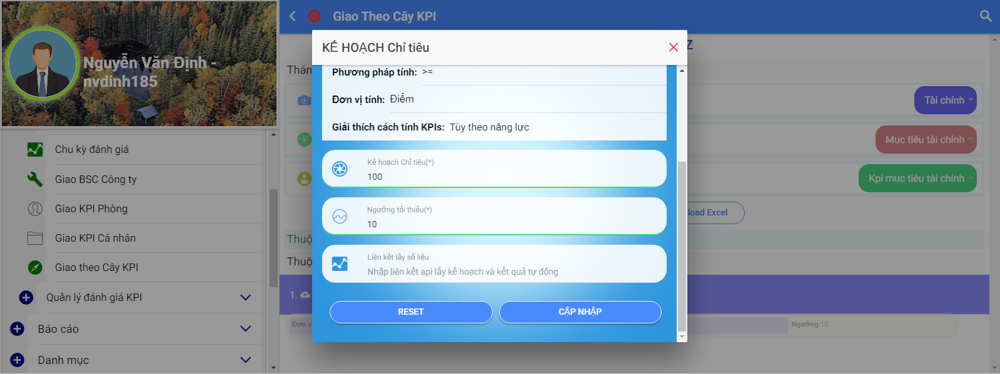 Nguyễn Văn Định -
nvdinh185
Chu kỳ đánh giá
Giao BSC Công ty
Giao KPI Phòng
Giao KPI Cá nhân
Giao theo Cây KPI
Quản lý đánh giá KPI
Báo cáo
Danh mục
Giao Theo Cây KPI
Z
Thán
Tài chính
Mục tiêu tài chính
Kpi mục tiêu tài chính
load Excel
Thuộ
Thuộ
1.
Đơn v
Ngưỡng:10
KẾ HOẠCH Chỉ tiêu
Phương pháp tính: >=
Đơn vị tính: Điểm
Giải thích cách tính KPIs: Tùy theo năng lực
Kế hoạch Chỉ tiêu(*)
100
Ngưỡng tối thiểu(*)
10
Liên kết lấy số liệu
Nhập liên kết api lấy kế hoạch và kết quả tự động
RESET
CẬP NHẬP